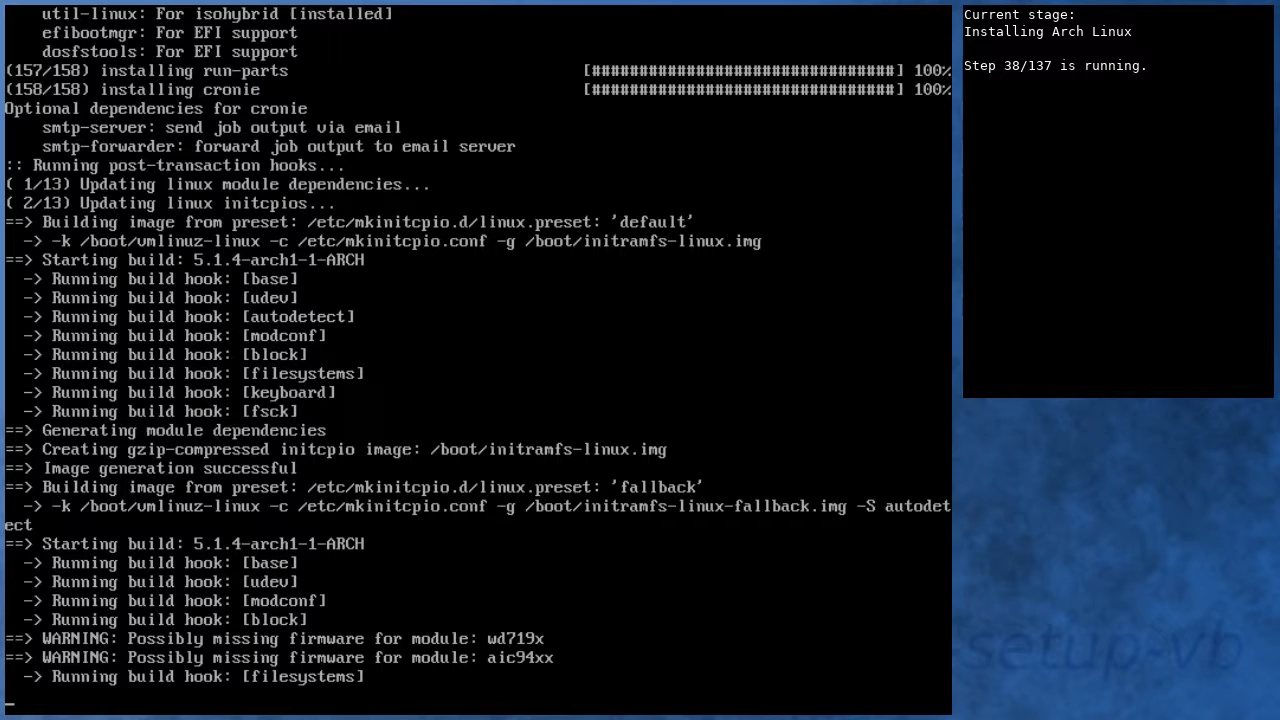 util-linux: For isohybrid [installed]
efibootmgr: For EFI support
dosfstools: For EFI support
(157/158) installing run-parts [################################] 100%
(158/158) installing cronie [################################] 100%
Optional dependencies for cronie
smtp-server: send job output via email
smtp-forwarder: forward job output to email server
:: Running post-transaction hooks...
( 1/13) Updating linux module dependencies...
( 2/13) Updating linux initcpios...
==> Building image from preset: /etc/mkinitcpio.d/linux.preset: 'default'
-> -k /boot/vmlinuz-linux -c /etc/mkinitcpio.conf -g /boot/initramfs-linux.img
==> Starting build: 5.1.4-arch1-1-ARCH
-> Running build hook: [base]
-> Running build hook: [udev]
-> Running build hook: [autodetect]
-> Running build hook: [modconf]
-> Running build hook: [block]
-> Running build hook: [filesystems]
-> Running build hook: [keyboard]
-> Running build hook: [fsck]
==> Generating module dependencies
==> Creating gzip-compressed initcpio image: /boot/initramfs-linux.img
==> Image generation successful
==> Building image from preset: /etc/mkinitcpio.d/linux.preset: 'fallback'
-> -k /boot/vmlinuz-linux -c /etc/mkinitcpio.conf -g /boot/initramfs-linux-fallback.img -S autodet
ect
==> Starting build: 5.1.4-arch1-1-ARCH
-> Running build hook: [base]
-> Running build hook: [udev]
-> Running build hook: [modconf]
-> Running build hook: [block]
==> WARNING: Possibly missing firmware for module: wd719x
==> WARNING: Possibly missing firmware for module: aic94xx
-> Running build hook: [filesystems]
_
Current stage:
Installing Arch Linux
Step 38/137 is running.
setup-vb